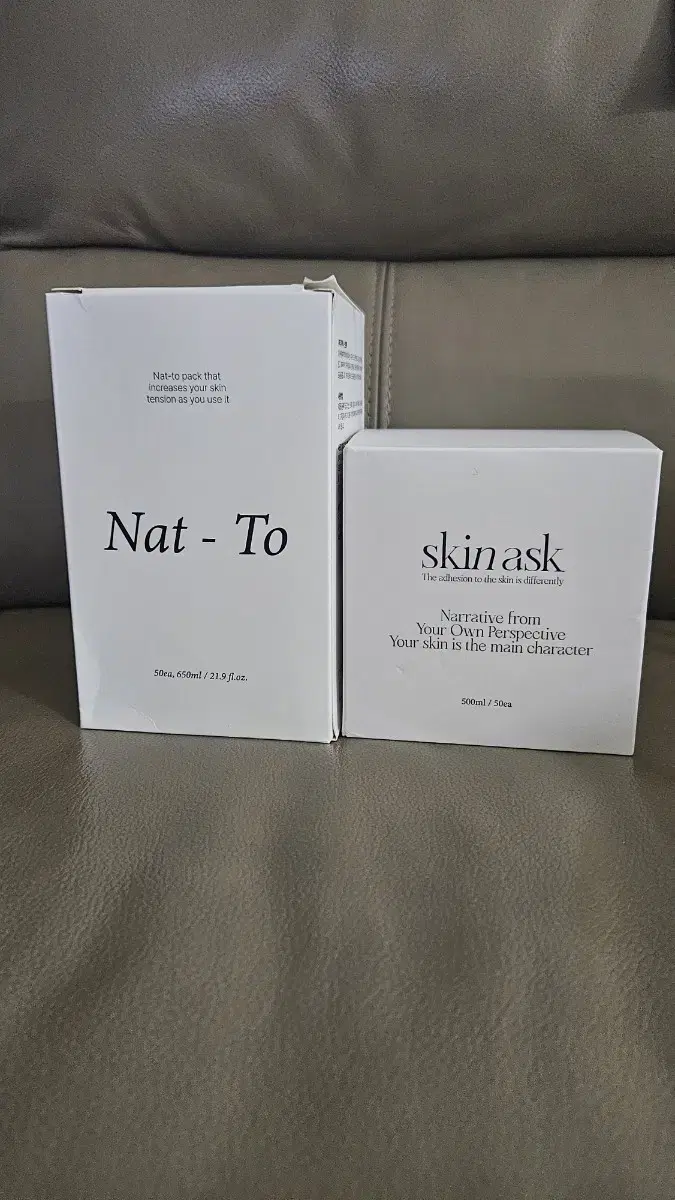 Nat-to pack that
increases your skin
tension as you use it
Nat - To
50ea, 650ml / 21.9 fl.oz.
skin ask
The adhesion to the skin is differently
Narrative from
Your Own Perspective
Your skin is the main character
500ml / 50ea